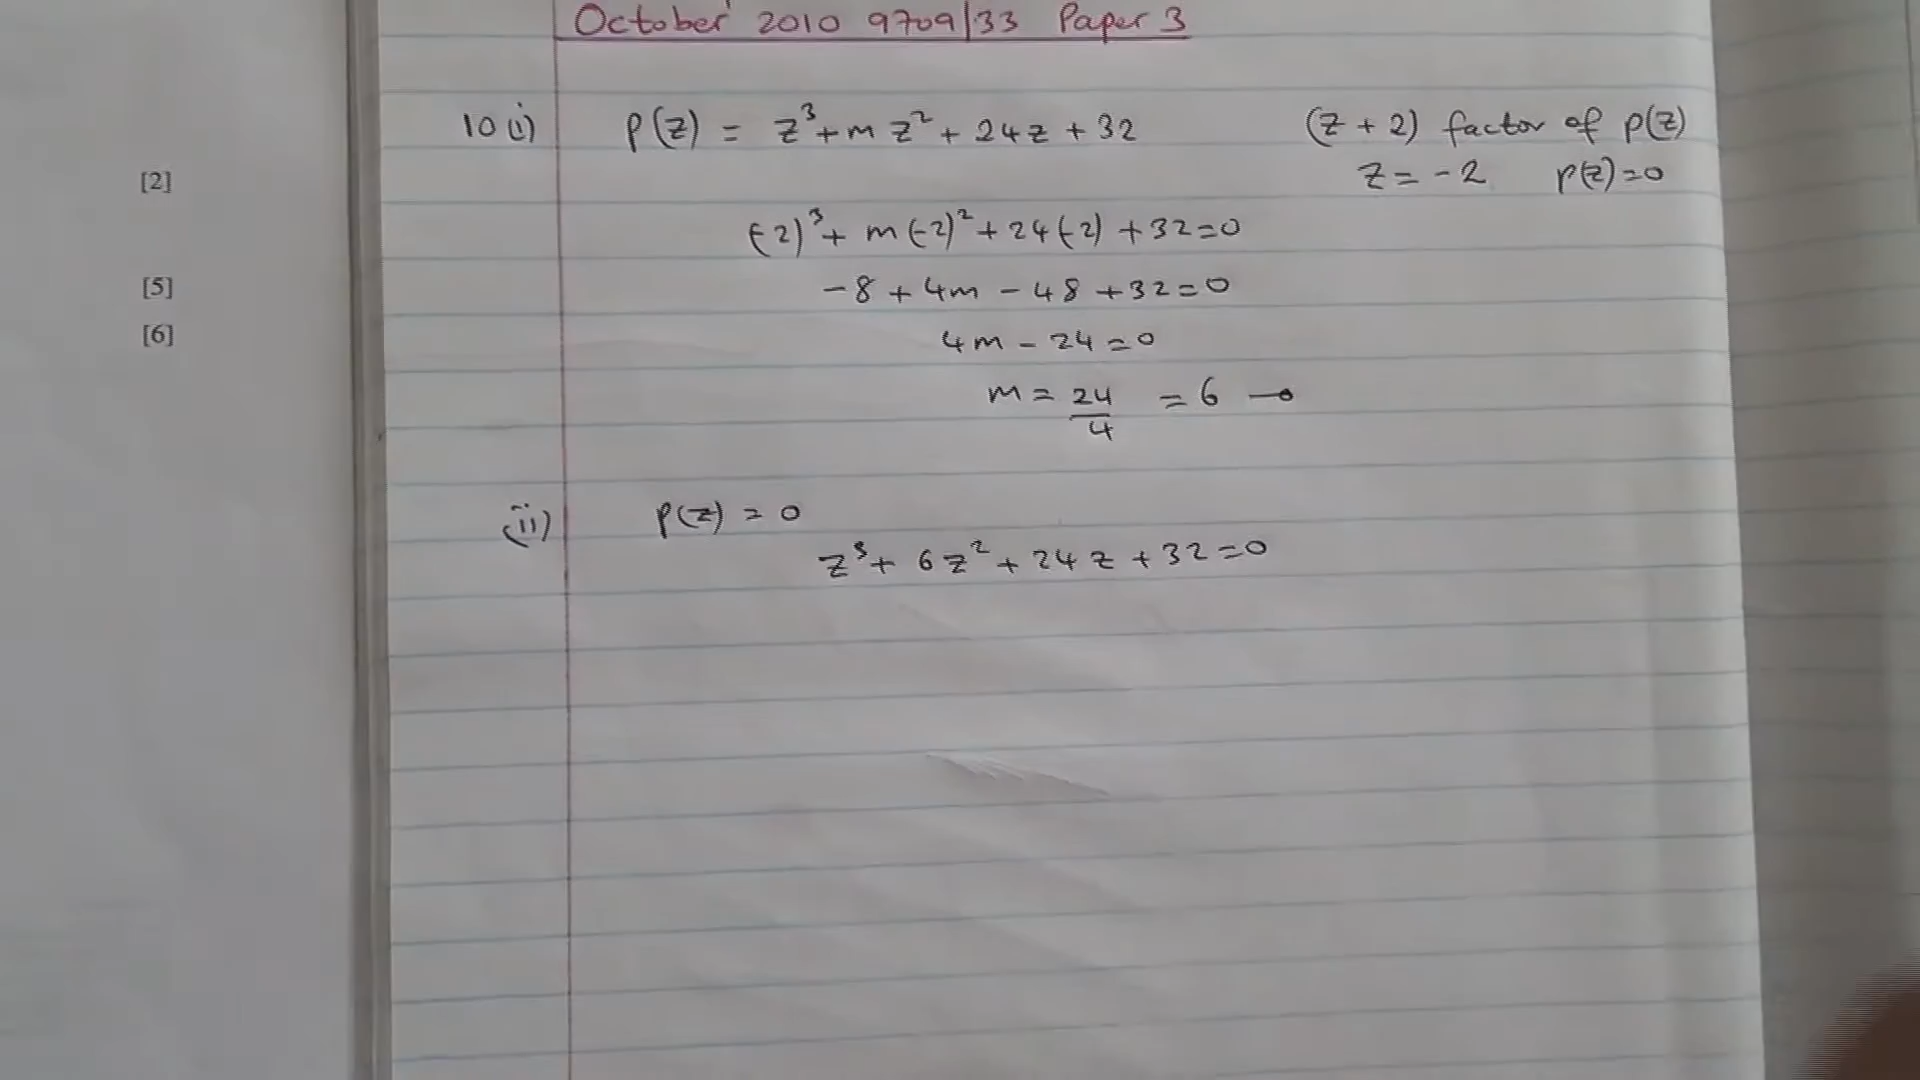 October 2010 9709/33 Paper 3
10 (i) p(z) = z³ + m z² + 24z + 32
(z + 2) factor of p(z)
z = -2 p(z) = 0
[2]
(-2)³ + m(-2)² + 24(-2) + 32 = 0
[5]
-8 + 4m - 48 + 32 = 0
[6]
4m - 24 = 0
m = 24/4 = 6
(ii) p(z) = 0
z³ + 6z² + 24z + 32 = 0